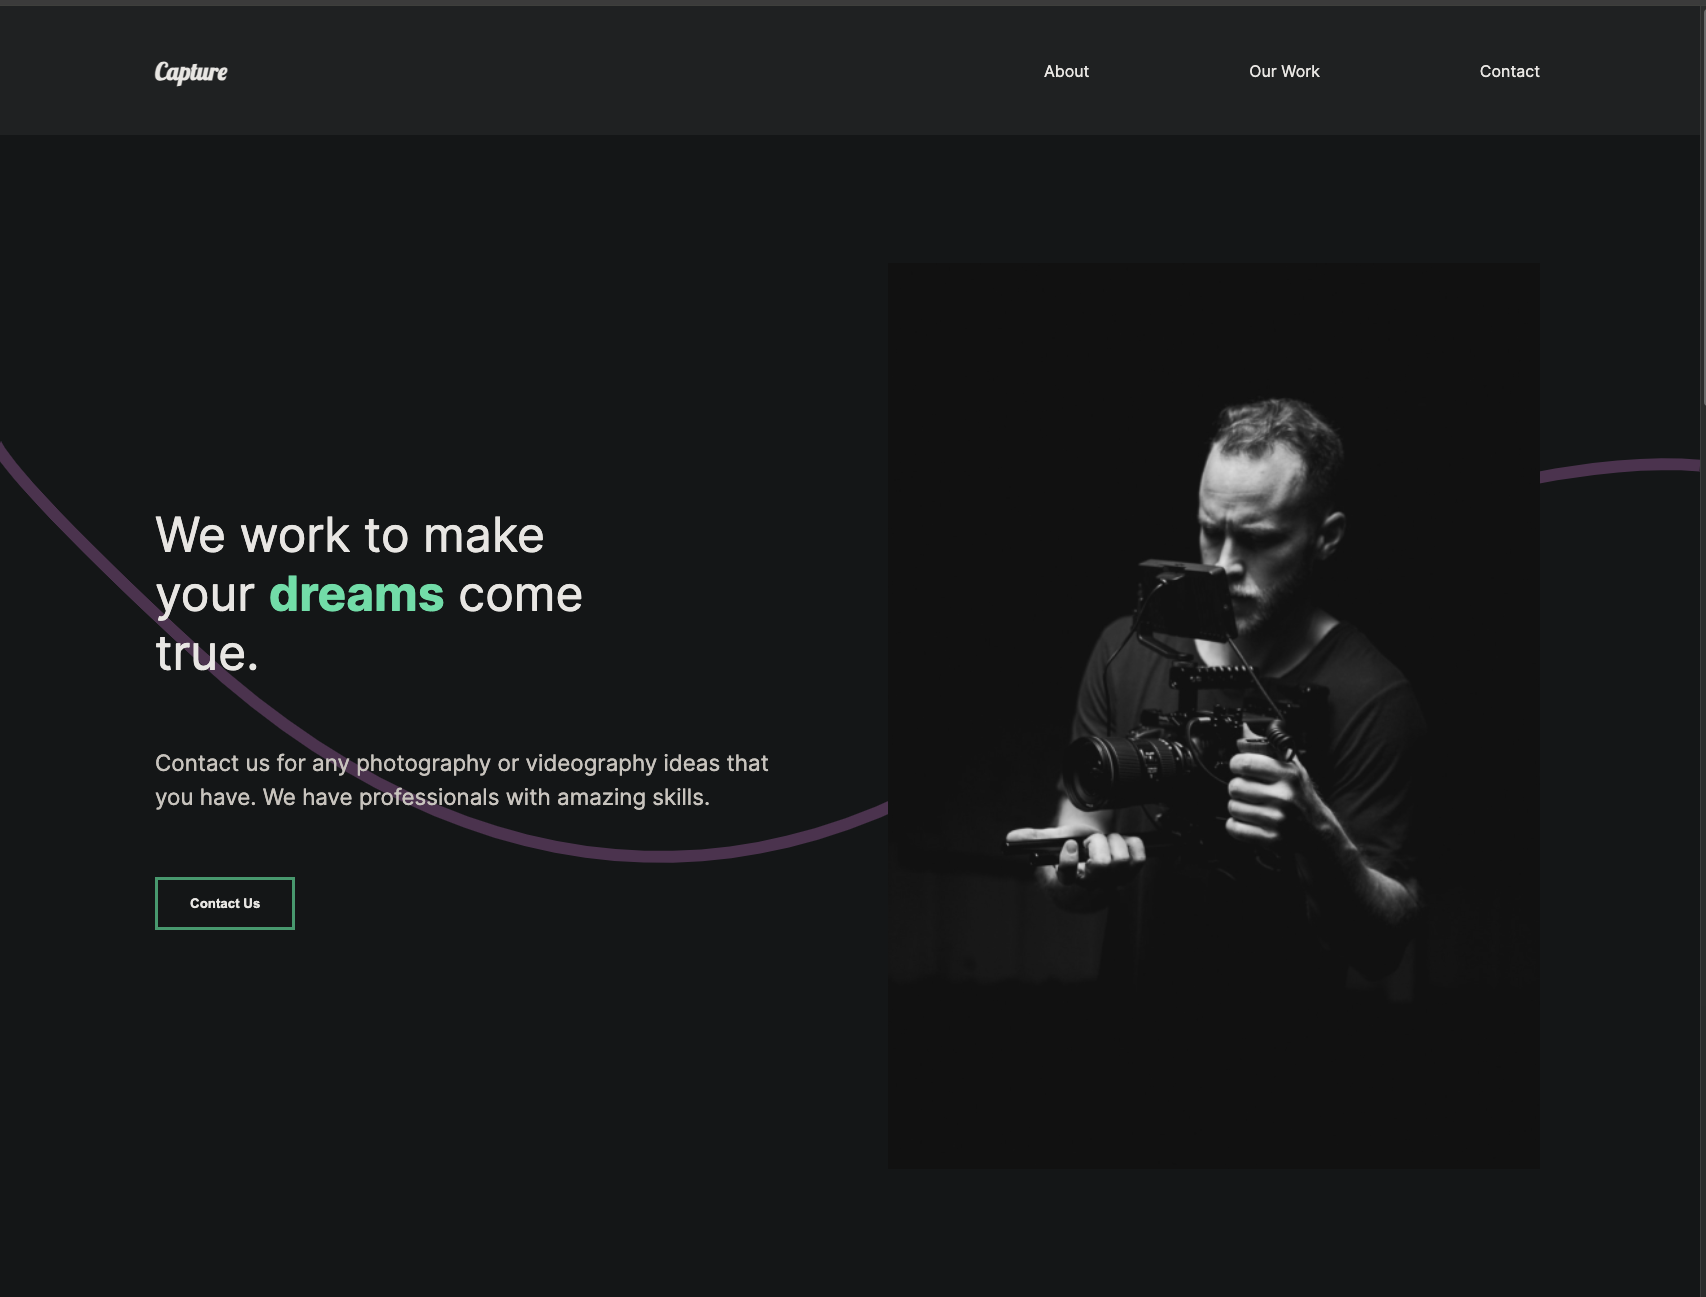 Capture
About
Our Work
Contact
We work to make
your dreams come
true.
Contact us for any photography or videography ideas that
you have. We have professionals with amazing skills.
Contact Us